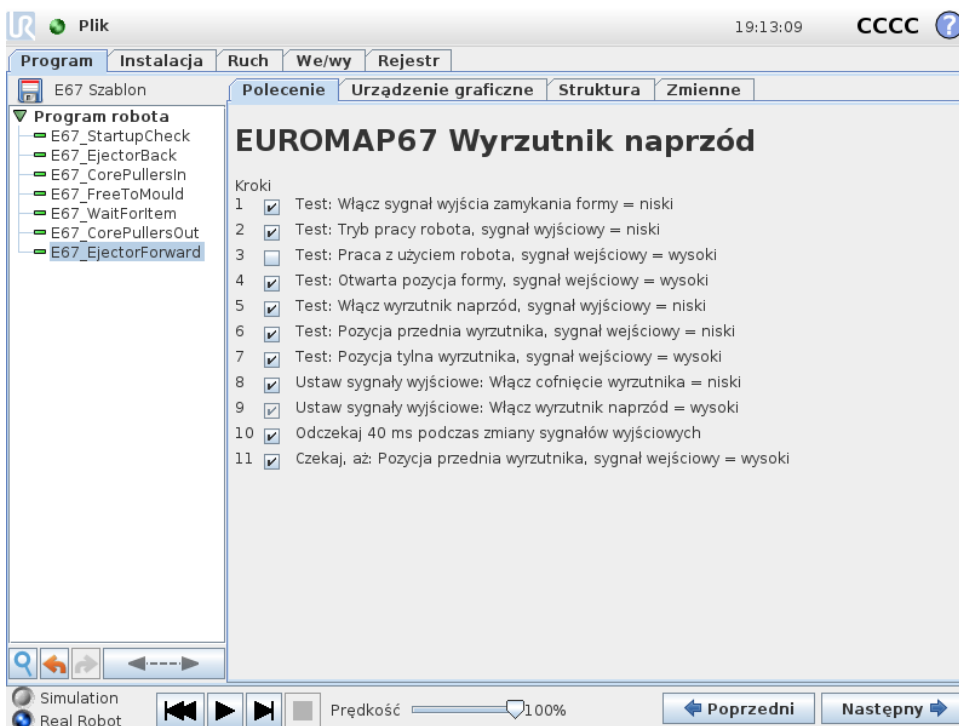 UR Plik 19:13:09 CCCC ?
Program Instalacja Ruch We/wy Rejestr
E67 Szablon
Polecenie Urządzenie graficzne Struktura Zmienne
Program robota
E67_StartupCheck
E67_EjectorBack
E67_CorePullersIn
E67_FreeToMould
E67_WaitForItem
E67_CorePullersOut
E67_EjectorForward
EUROMAP67 Wyrzutnik naprzód
Kroki
1 Test: Włącz sygnał wyjścia zamykania formy = niski
2 Test: Tryb pracy robota, sygnał wyjściowy = niski
3 Test: Praca z użyciem robota, sygnał wejściowy = wysoki
4 Test: Otwarta pozycja formy, sygnał wejściowy = wysoki
5 Test: Włącz wyrzutnik naprzód, sygnał wyjściowy = niski
6 Test: Pozycja przednia wyrzutnika, sygnał wejściowy = niski
7 Test: Pozycja tylna wyrzutnika, sygnał wejściowy = wysoki
8 Ustaw sygnały wyjściowe: Włącz cofnięcie wyrzutnika = niski
9 Ustaw sygnały wyjściowe: Włącz wyrzutnik naprzód = wysoki
10 Odczekaj 40 ms podczas zmiany sygnałów wyjściowych
11 Czekaj, aż: Pozycja przednia wyrzutnika, sygnał wejściowy = wysoki
Simulation
Real Robot
Prędkość 100%
Poprzedni
Następny